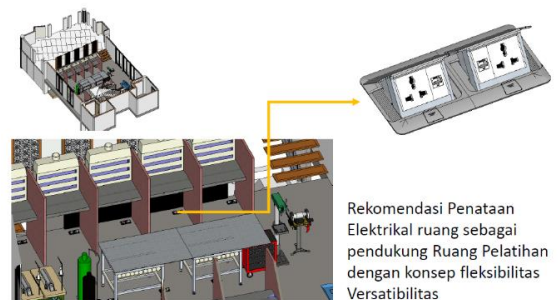 Rekomendasi Penataan
Elektrikal ruang sebagai
pendukung Ruang Pelatihan
dengan konsep fleksibilitas
Versatibilitas